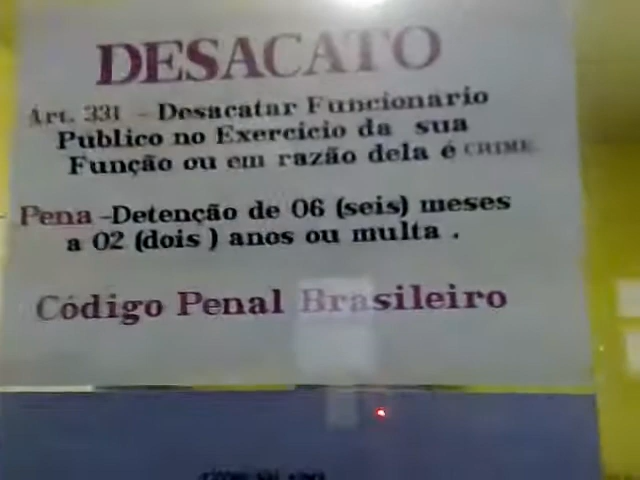 DESACATO
Art. 331 - Desacatar Funcionario
Publico no Exercicio da sua
Função ou em razão dela é CRIME
Pena -Detenção de 06 (seis) meses
a 02 (dois ) anos ou multa .
Código Penal Brasileiro